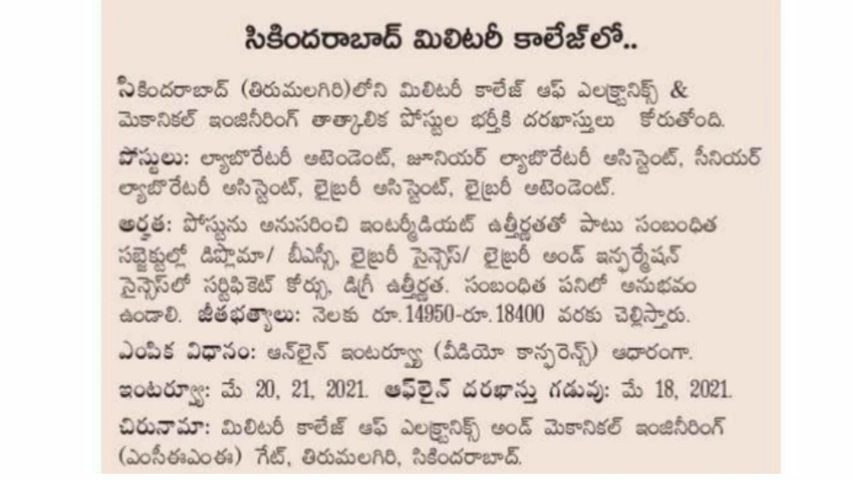 సికిందరాబాద్ మిలిటరీ కాలేజ్‌లో..
సికిందరాబాద్ (తిరుమలగిరి)లోని మిలిటరీ కాలేజ్ ఆఫ్ ఎలక్ట్రానిక్స్ &
మెకానికల్ ఇంజినీరింగ్ తాత్కాలిక పోస్టుల భర్తీకి దరఖాస్తులు కోరుతోంది.
పోస్టులు: ల్యాబొరేటరీ అటెండెంట్, జూనియర్ ల్యాబొరేటరీ అసిస్టెంట్, సీనియర్
ల్యాబొరేటరీ అసిస్టెంట్, లైబ్రరీ అసిస్టెంట్, లైబ్రరీ అటెండెంట్.
అర్హత: పోస్టును అనుసరించి ఇంటర్మీడియట్ ఉత్తీర్ణతతో పాటు సంబంధిత
సబ్జెక్టుల్లో డిప్లొమా/ బీఎస్సీ, లైబ్రరీ సైన్సెస్/ లైబ్రరీ అండ్ ఇన్ఫర్మేషన్
సైన్సెస్‌లో సర్టిఫికెట్ కోర్సు, డిగ్రీ ఉత్తీర్ణత. సంబంధిత పనిలో అనుభవం
ఉండాలి. జీతభత్యాలు: నెలకు రూ.14950-రూ.18400 వరకు చెల్లిస్తారు.
ఎంపిక విధానం: ఆన్‌లైన్ ఇంటర్వ్యూ (వీడియో కాన్ఫరెన్స్) ఆధారంగా.
ఇంటర్వ్యూ: మే 20, 21, 2021. ఆఫ్‌లైన్ దరఖాస్తు గడువు: మే 18, 2021.
చిరునామా: మిలిటరీ కాలేజ్ ఆఫ్ ఎలక్ట్రానిక్స్ అండ్ మెకానికల్ ఇంజినీరింగ్
(ఎంసీఈఎంఈ) గేట్, తిరుమలగిరి, సికిందరాబాద్.